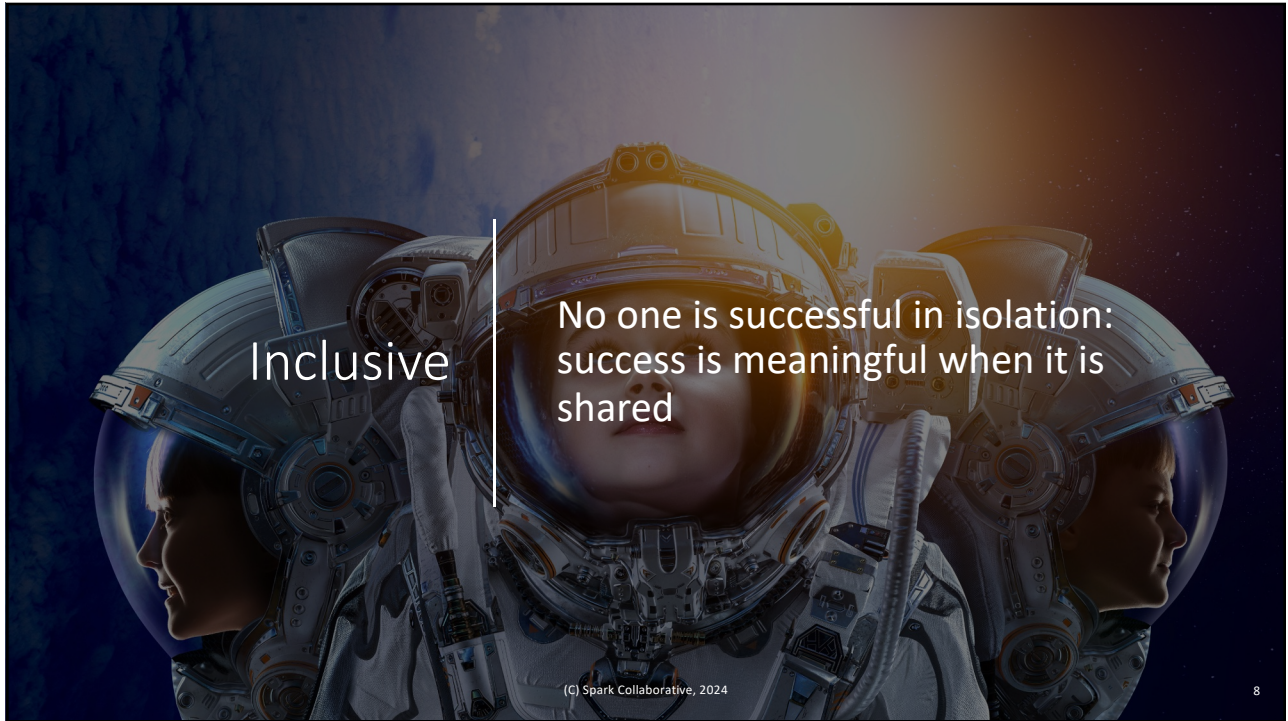 Inclusive
No one is successful in isolation:
success is meaningful when it is
shared
(C) Spark Collaborative, 2024
8